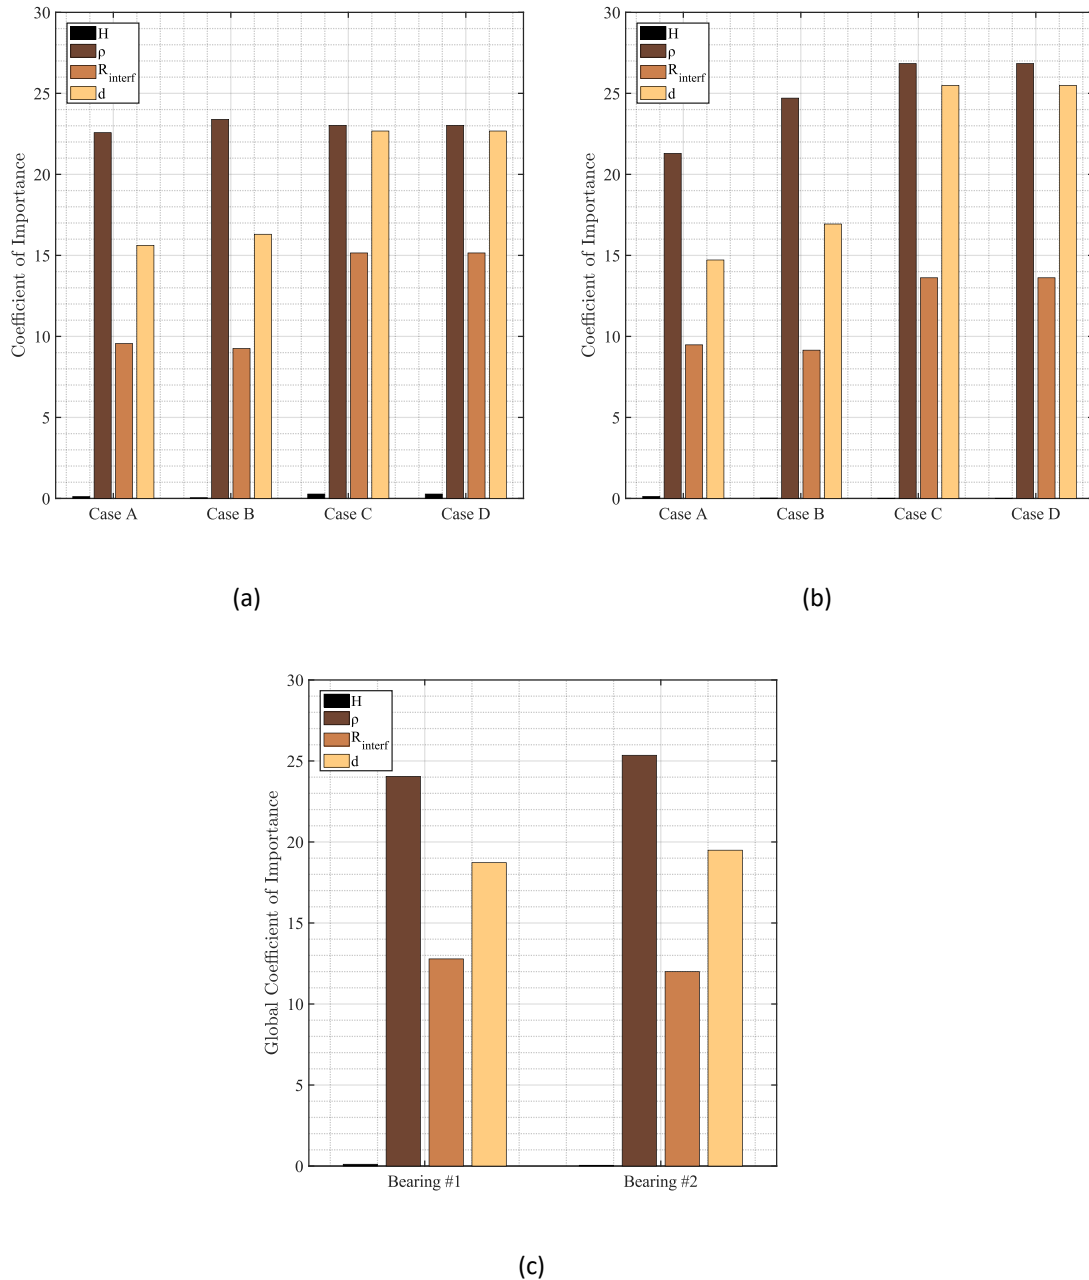 30
25
20
15
10
5
0
Coefficient of Importance
H
ρ
R_interf
d
Case A Case B Case C Case D
(a)
30
25
20
15
10
5
0
Coefficient of Importance
H
ρ
R_interf
d
Case A Case B Case C Case D
(b)
30
25
20
15
10
5
0
Global Coefficient of Importance
H
ρ
R_interf
d
Bearing #1 Bearing #2
(c)